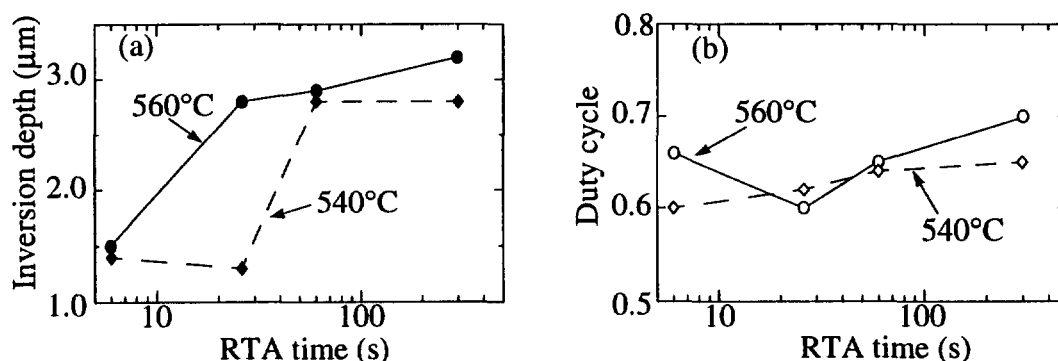 (a)
Inversion depth (μm)
3.0
2.0
1.0
560°C
540°C
10
100
RTA time (s)
(b)
Duty cycle
0.8
0.7
0.6
0.5
560°C
540°C
10
100
RTA time (s)